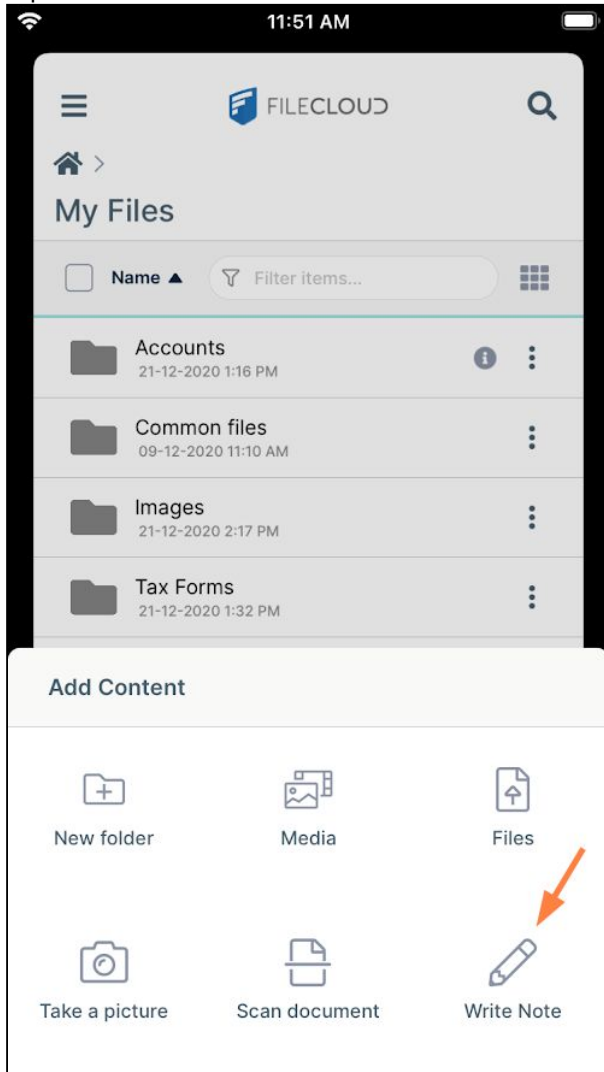 11:51 AM
FILECLOUD
My Files
Name ▲ Filter items...
Accounts
21-12-2020 1:16 PM
Common files
09-12-2020 11:10 AM
Images
21-12-2020 2:17 PM
Tax Forms
21-12-2020 1:32 PM
Add Content
New folder Media Files
Take a picture Scan document Write Note